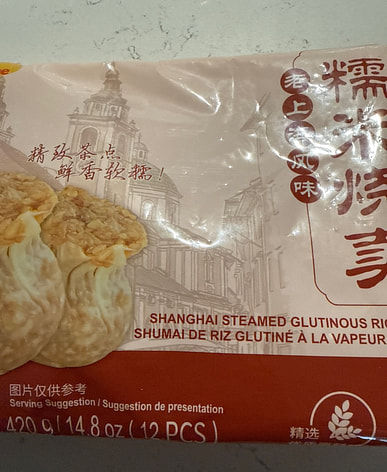 糯米烧卖
老上海风味
精致茶点
鲜香软糯!
SHANGHAI STEAMED GLUTINOUS RIC
SHUMAI DE RIZ GLUTINÉ À LA VAPEUR
图片仅供参考
Serving Suggestion / Suggestion de présentation
420 g / 14.8 oz (12 PCS)
精选